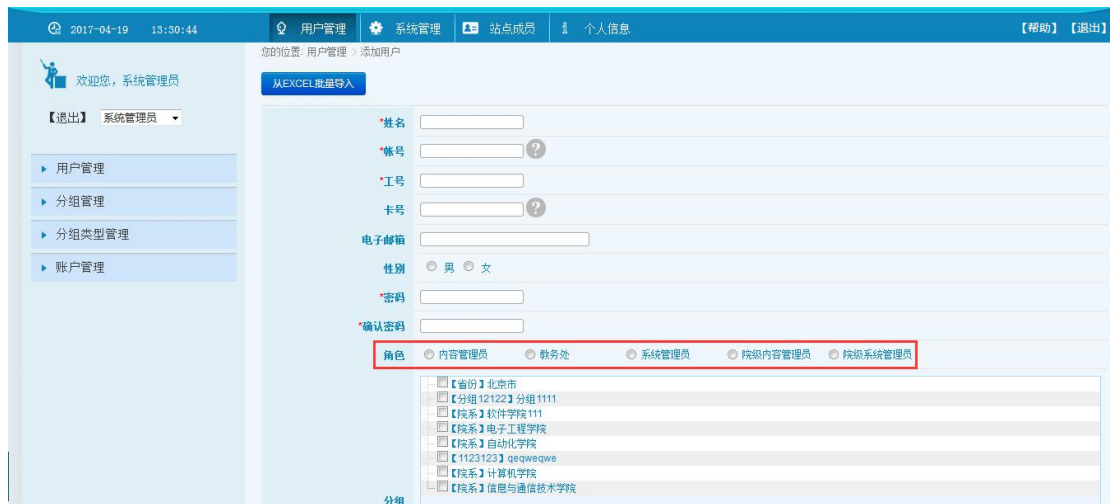 2017-04-19 13:30:44 用户管理 系统管理 站点成员 个人信息 【帮助】【退出】
您的位置: 用户管理 > 添加用户
欢迎您，系统管理员
从EXCEL批量导入
【退出】 系统管理员
*姓名
*帐号 ?
*工号
卡号 ?
电子邮箱
性别 男 女
*密码
*确认密码
角色 内容管理员 教务处 系统管理员 院级内容管理员 院级系统管理员
用户管理
分组管理
分组类型管理
账户管理
【省份】北京市
【分组12122】分组1111
【院系】软件学院111
【院系】电子工程学院
【院系】自动化学院
【1123123】qeqweqwe
【院系】计算机学院
【院系】信息与通信技术学院
分组